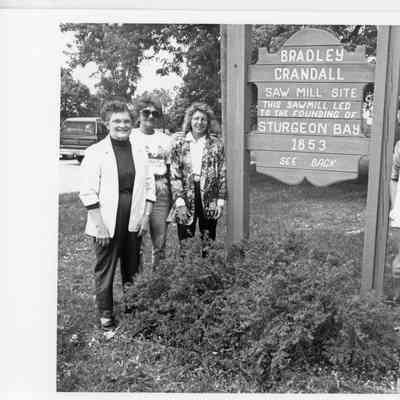 BRADLEY
CRANDALL
SAW MILL SITE
THIS SAWMILL LED
TO THE FOUNDING OF
STURGEON BAY
1853
SEE BACK